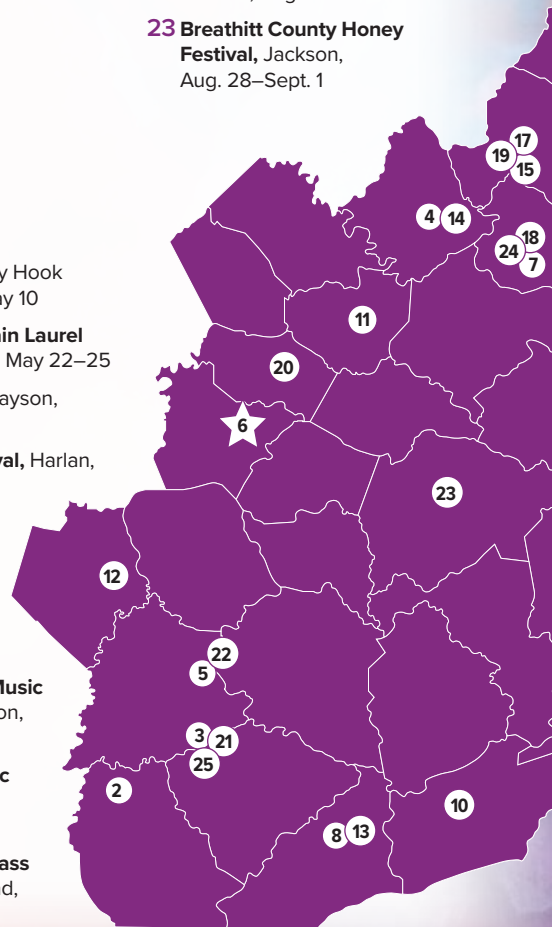 23 Breathitt County Honey
Festival, Jackson,
Aug. 28–Sept. 1
17
19
15
4 14
18
24
7
y Hook
y 10
11
in Laurel
May 22–25
20
ayson,
6
val, Harlan,
23
12
22
5
Music
on,
3 21
25
c
2
10
8 13
ass
d,